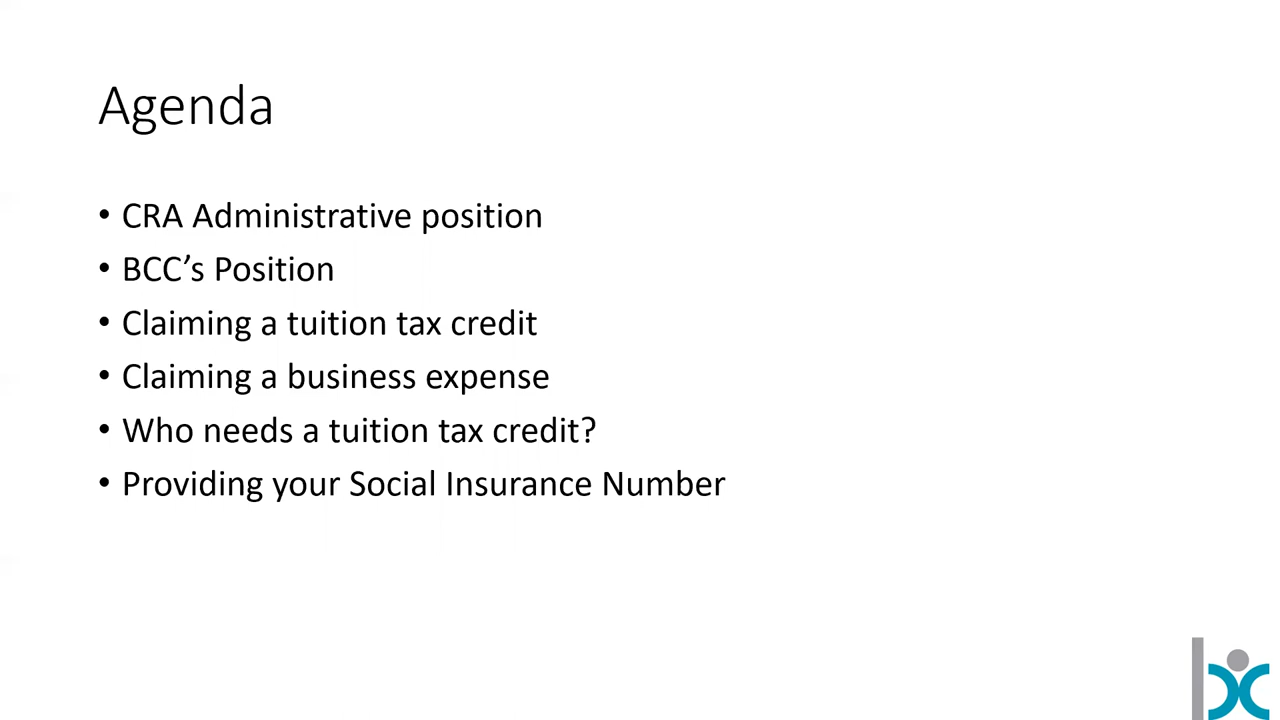 Agenda
• CRA Administrative position
• BCC’s Position
• Claiming a tuition tax credit
• Claiming a business expense
• Who needs a tuition tax credit?
• Providing your Social Insurance Number